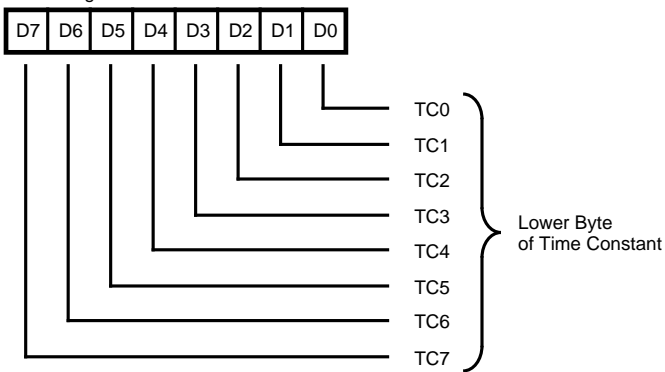 D7 D6 D5 D4 D3 D2 D1 D0
TC0
TC1
TC2
TC3
Lower Byte
of Time Constant
TC4
TC5
TC6
TC7